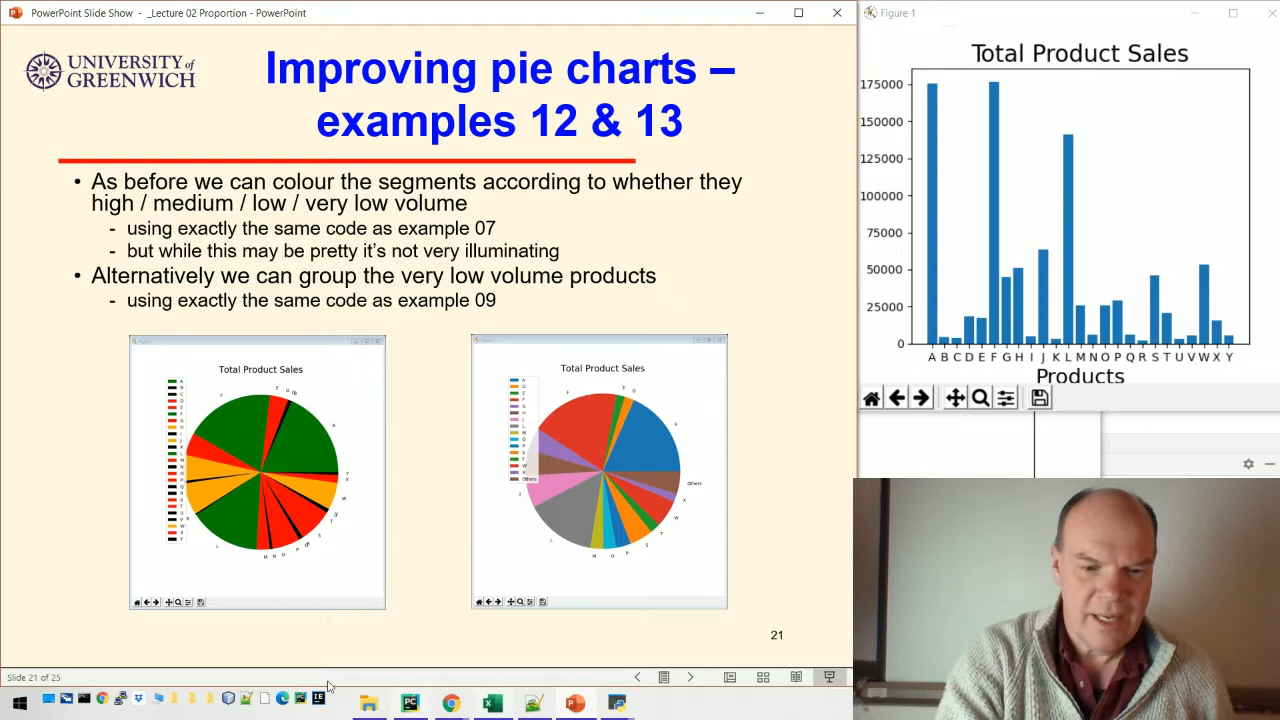 PowerPoint Slide Show - _Lecture 02 Proportion - PowerPoint
UNIVERSITY of
GREENWICH
Improving pie charts –
examples 12 & 13
• As before we can colour the segments according to whether they
high / medium / low / very low volume
- using exactly the same code as example 07
- but while this may be pretty it's not very illuminating
• Alternatively we can group the very low volume products
- using exactly the same code as example 09
Total Product Sales
Total Product Sales
Others
Others
21
Slide 21 of 25
Figure 1
Total Product Sales
175000
150000
125000
100000
75000
50000
25000
0
A B C D E F G H I J K L M N O P Q R S T U V W X Y
Products